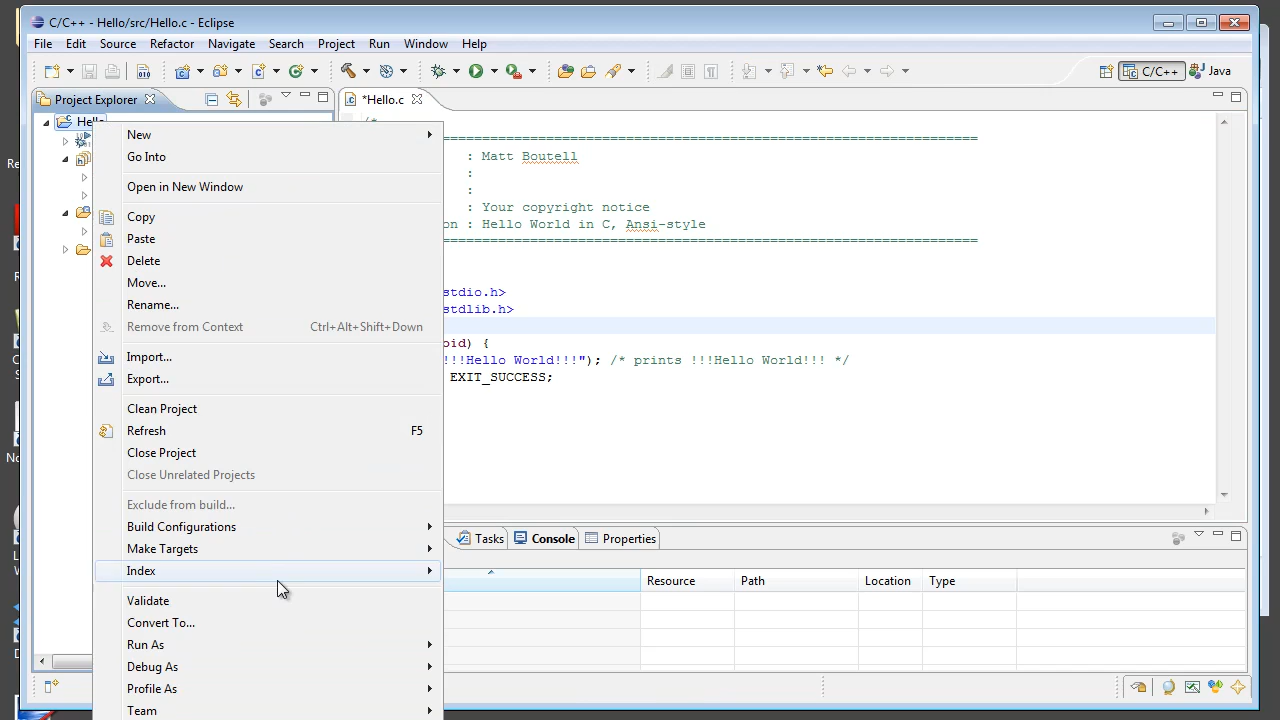 C/C++ - Hello/src/Hello.c - Eclipse
File Edit Source Refactor Navigate Search Project Run Window Help
C/C++ Java
Project Explorer
*Hello.c
Hello
/*
===============================================================
: Matt Boutell
:
:
: Your copyright notice
on : Hello World in C, Ansi-style
===============================================================
stdio.h>
stdlib.h>
oid) {
!!!Hello World!!!"); /* prints !!!Hello World!!! */
EXIT_SUCCESS;
New
Go Into
Open in New Window
Copy
Paste
Delete
Move...
Rename...
Remove from Context Ctrl+Alt+Shift+Down
Import...
Export...
Clean Project
Refresh F5
Close Project
Close Unrelated Projects
Exclude from build...
Build Configurations
Make Targets
Index
Validate
Convert To...
Run As
Debug As
Profile As
Team
Tasks Console Properties
Resource Path Location Type